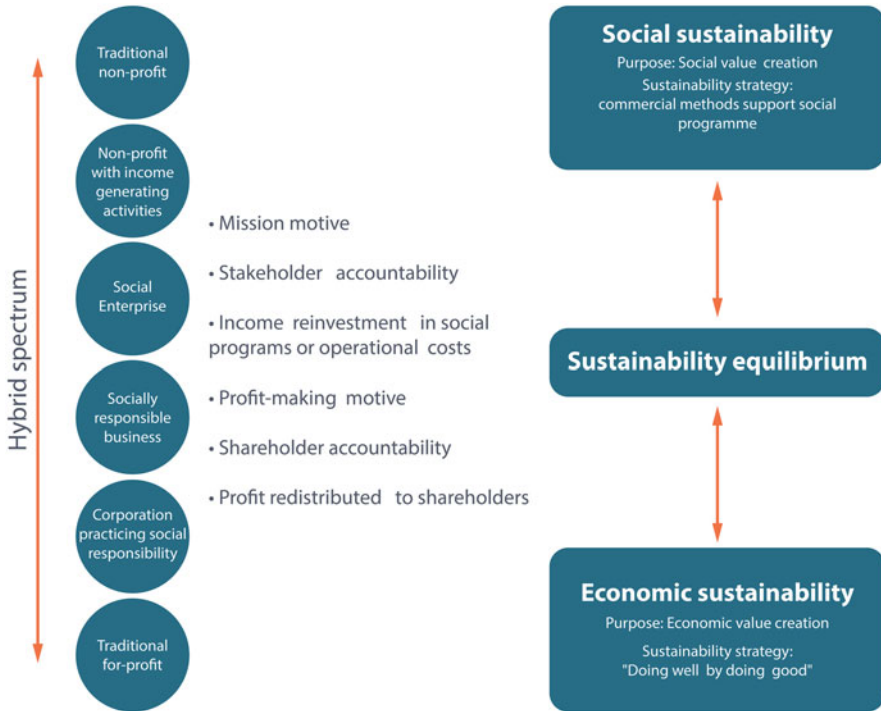 Hybrid spectrum
Traditional
non-profit
Non-profit
with income
generating
activities
Social
Enterprise
Socially
responsible
business
Corporation
practicing social
responsibility
Traditional
for-profit
• Mission motive
• Stakeholder accountability
• Income reinvestment in social
programs or operational costs
• Profit-making motive
• Shareholder accountability
• Profit redistributed to shareholders
Social sustainability
Purpose: Social value creation
Sustainability strategy:
commercial methods support social
programme
Sustainability equilibrium
Economic sustainability
Purpose: Economic value creation
Sustainability strategy:
"Doing well by doing good"